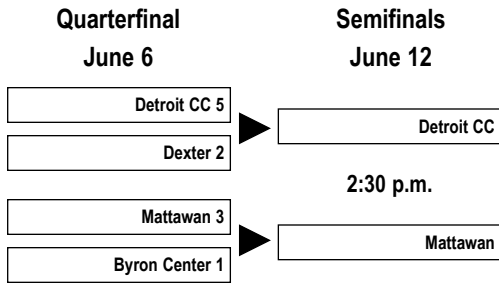 Quarterfinal
June 6
Semifinals
June 12
Detroit CC 5
Dexter 2
Detroit CC
2:30 p.m.
Mattawan 3
Byron Center 1
Mattawan